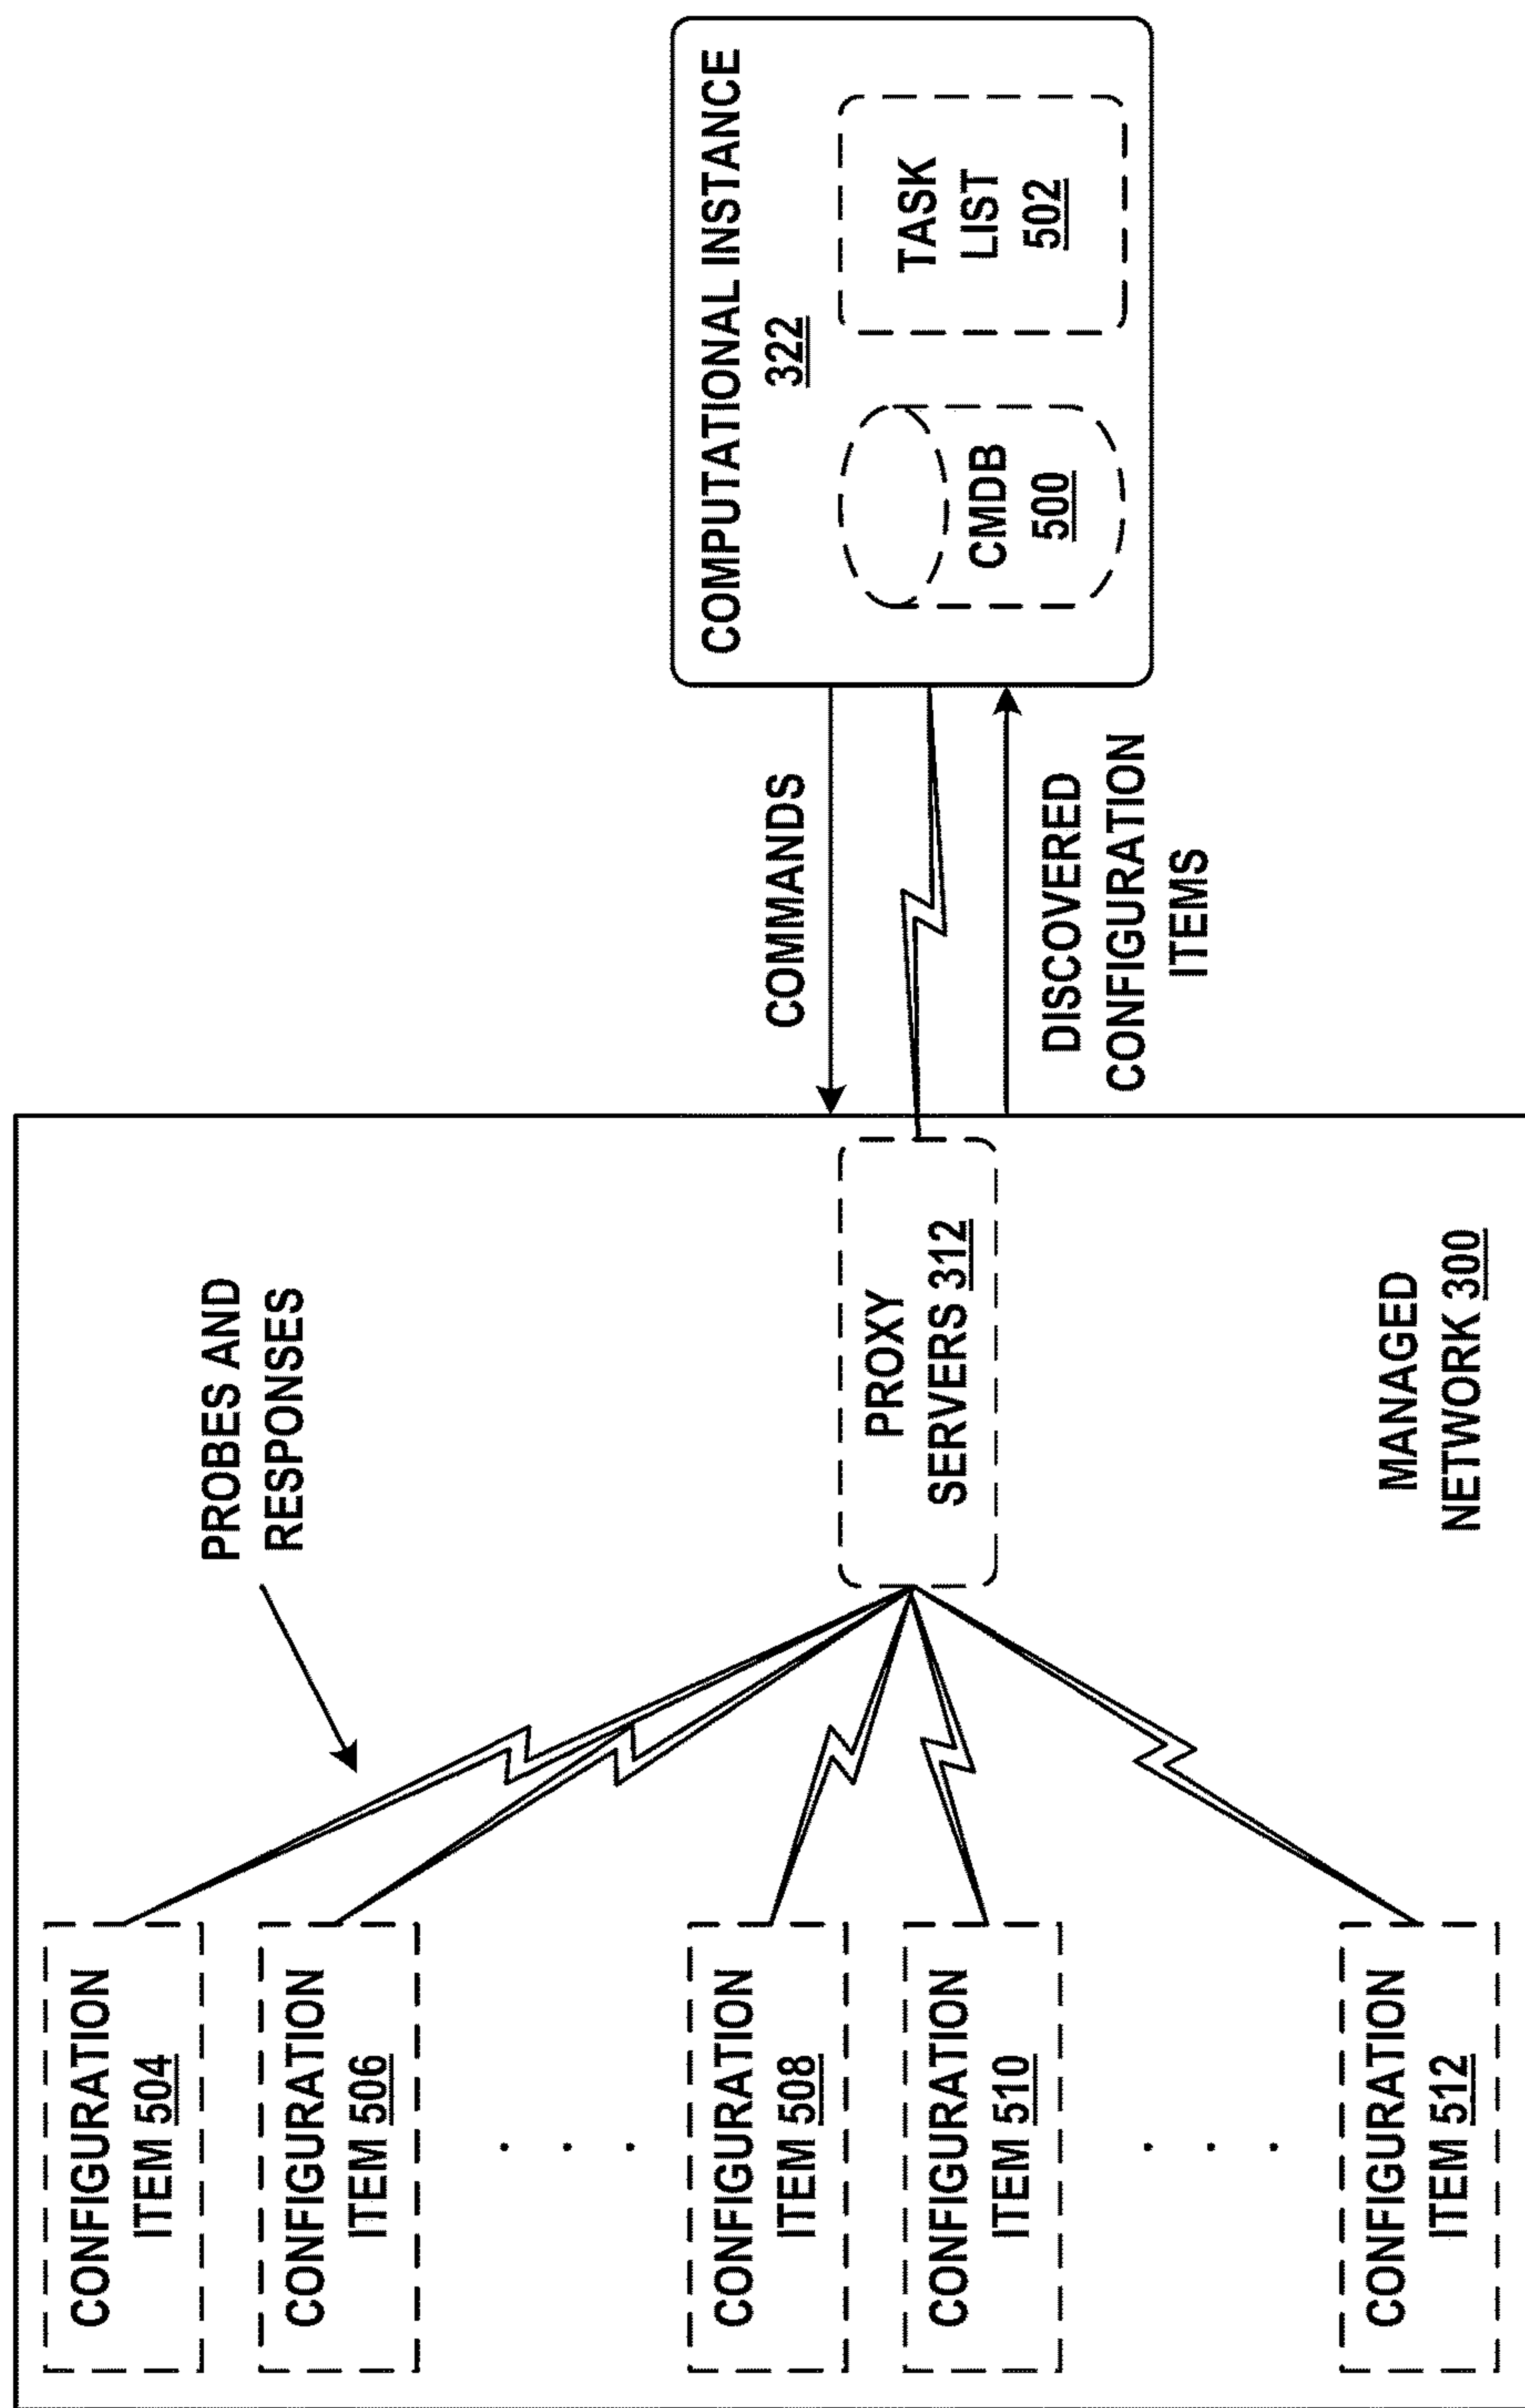 COMPUTATIONAL INSTANCE
322
CMDB
500
TASK
LIST
502
COMMANDS
DISCOVERED
CONFIGURATION
ITEMS
PROBES AND
RESPONSES
PROXY
SERVERS 312
MANAGED
NETWORK 300
CONFIGURATION
ITEM 504
CONFIGURATION
ITEM 506
CONFIGURATION
ITEM 508
CONFIGURATION
ITEM 510
CONFIGURATION
ITEM 512